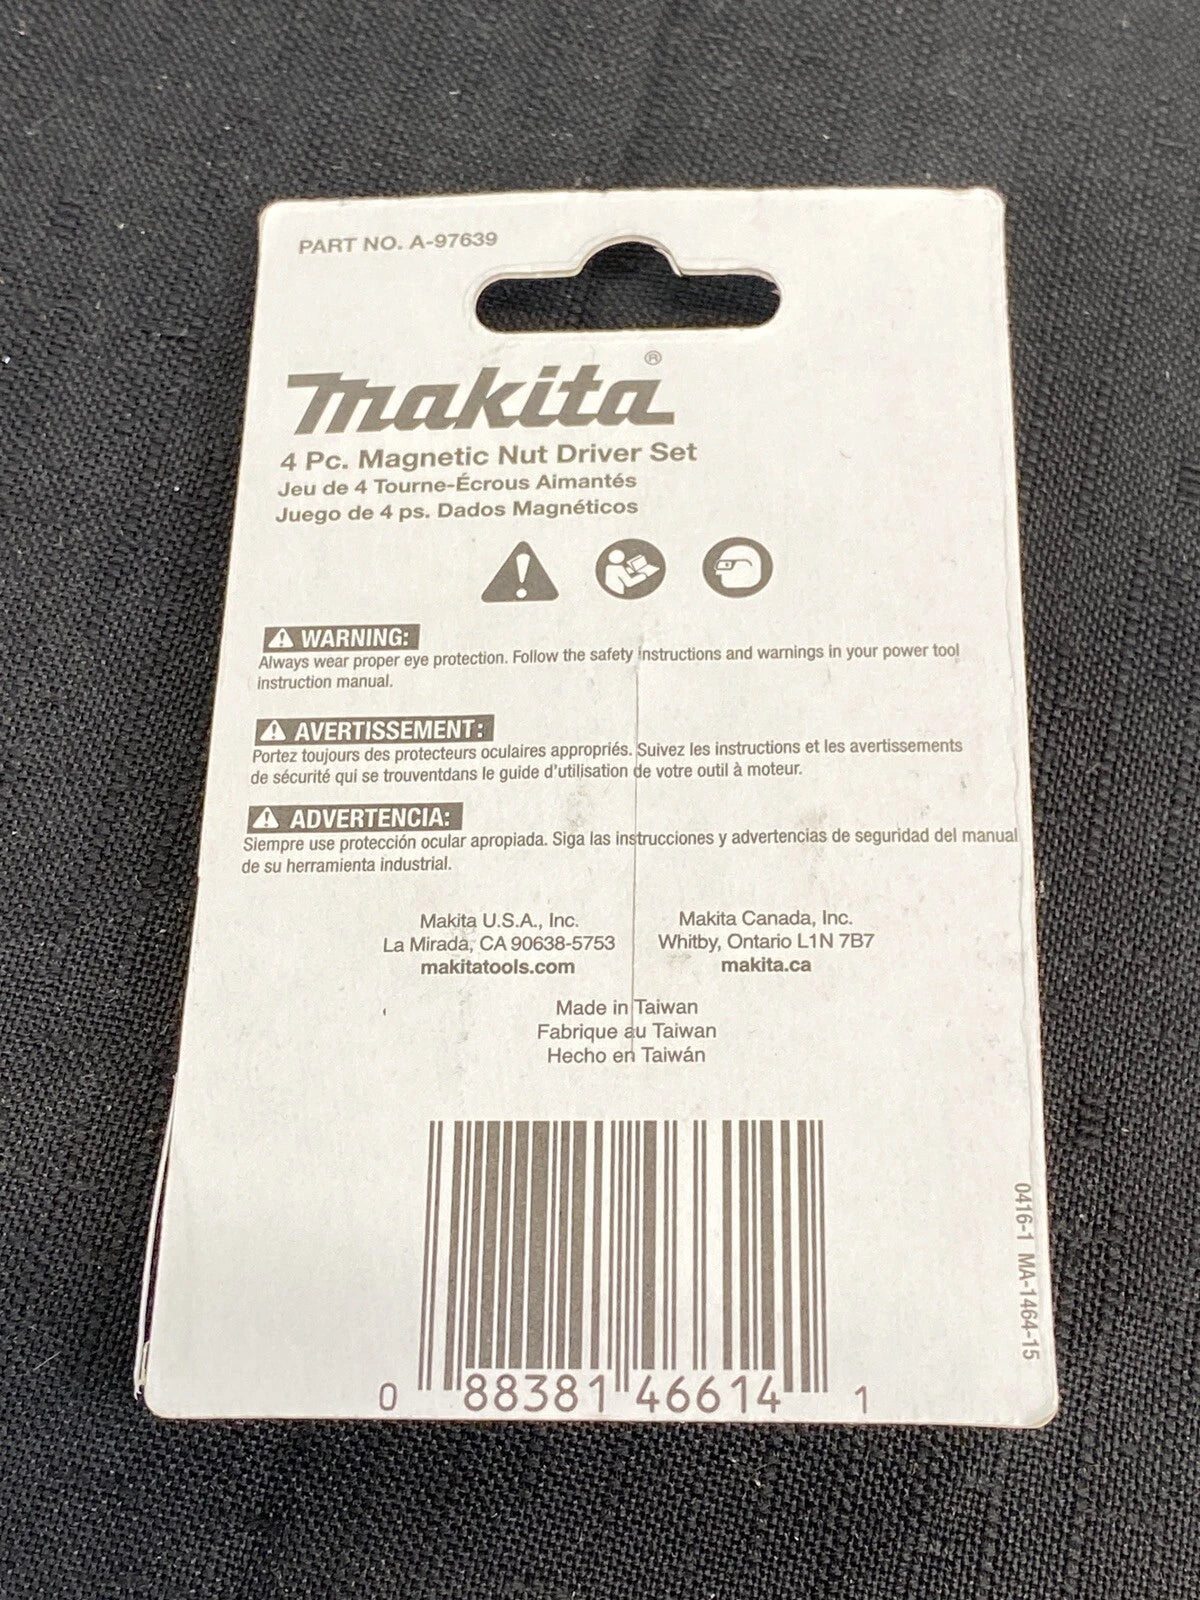 PART NO. A-97639
makita®
4 Pc. Magnetic Nut Driver Set
Jeu de 4 Tourne-Écrous Aimantés
Juego de 4 ps. Dados Magnéticos
WARNING:
Always wear proper eye protection. Follow the safety instructions and warnings in your power tool
instruction manual.
AVERTISSEMENT:
Portez toujours des protecteurs oculaires appropriés. Suivez les instructions et les avertissements
de sécurité qui se trouventdans le guide d'utilisation de votre outil à moteur.
ADVERTENCIA:
Siempre use protección ocular apropiada. Siga las instrucciones y advertencias de seguridad del manual
de su herramienta industrial.
Makita U.S.A., Inc.
La Mirada, CA 90638-5753
makitatools.com
Makita Canada, Inc.
Whitby, Ontario L1N 7B7
makita.ca
Made in Taiwan
Fabrique au Taiwan
Hecho en Taiwán
0416-1 MA-1464-15
0 88381 46614 1